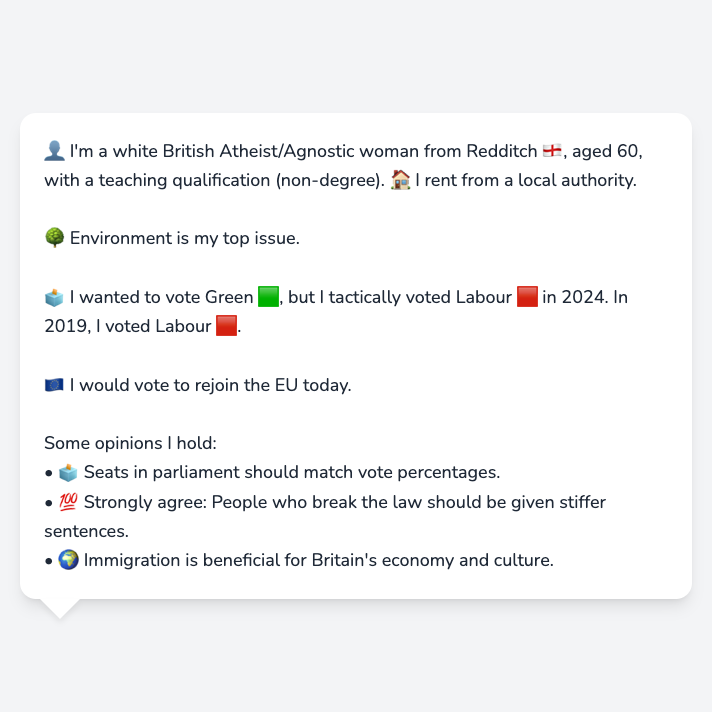 👤 I'm a white British Atheist/Agnostic woman from Redditch 🏴󠁧󠁢󠁥󠁮󠁧󠁿, aged 60,
with a teaching qualification (non-degree). 🏠 I rent from a local authority.
🌳 Environment is my top issue.
🗳️ I wanted to vote Green 🟩, but I tactically voted Labour 🟥 in 2024. In
2019, I voted Labour 🟥.
🇪🇺 I would vote to rejoin the EU today.
Some opinions I hold:
• 🗳️ Seats in parliament should match vote percentages.
• 💯 Strongly agree: People who break the law should be given stiffer
sentences.
• 🌍 Immigration is beneficial for Britain's economy and culture.